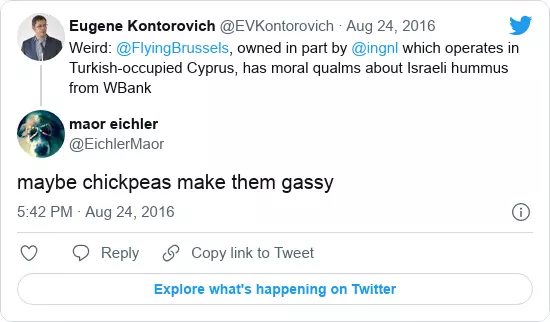 Eugene Kontorovich @EVKontorovich · Aug 24, 2016
Weird: @FlyingBrussels, owned in part by @ingnl which operates in
Turkish-occupied Cyprus, has moral qualms about Israeli hummus
from WBank
maor eichler
@EichlerMaor
maybe chickpeas make them gassy
5:42 PM · Aug 24, 2016
Reply
Copy link to Tweet
Explore what's happening on Twitter